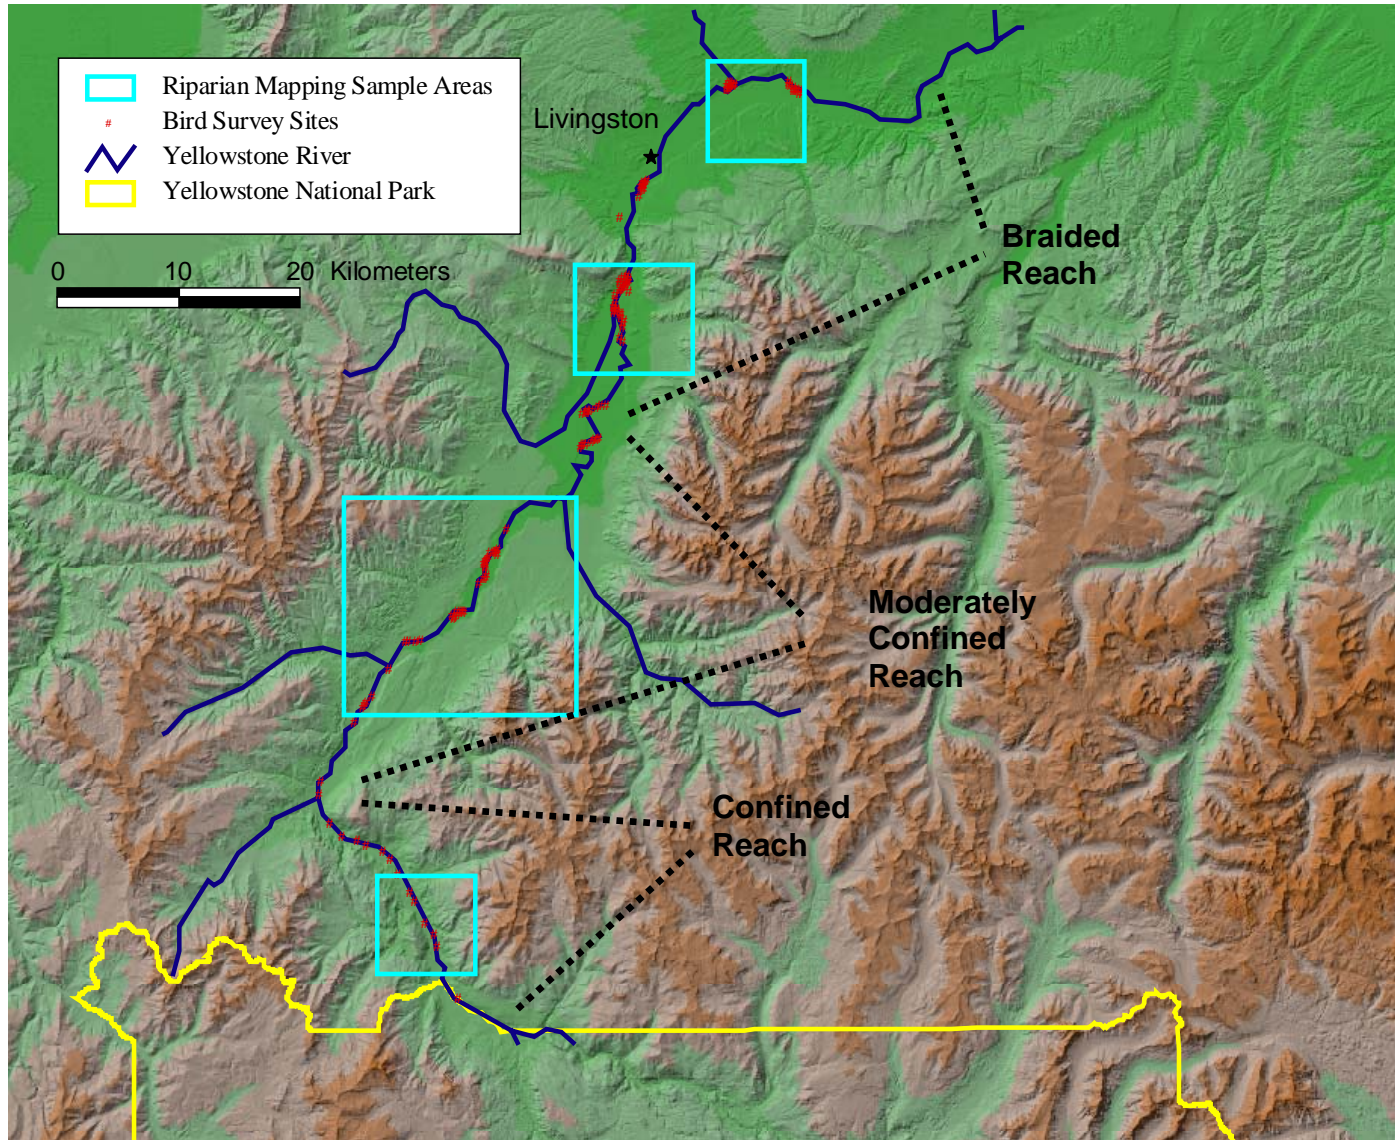 Riparian Mapping Sample Areas
# Bird Survey Sites
Yellowstone River
Yellowstone National Park
0 10 20 Kilometers
Livingston
Braided
Reach
Moderately
Confined
Reach
Confined
Reach